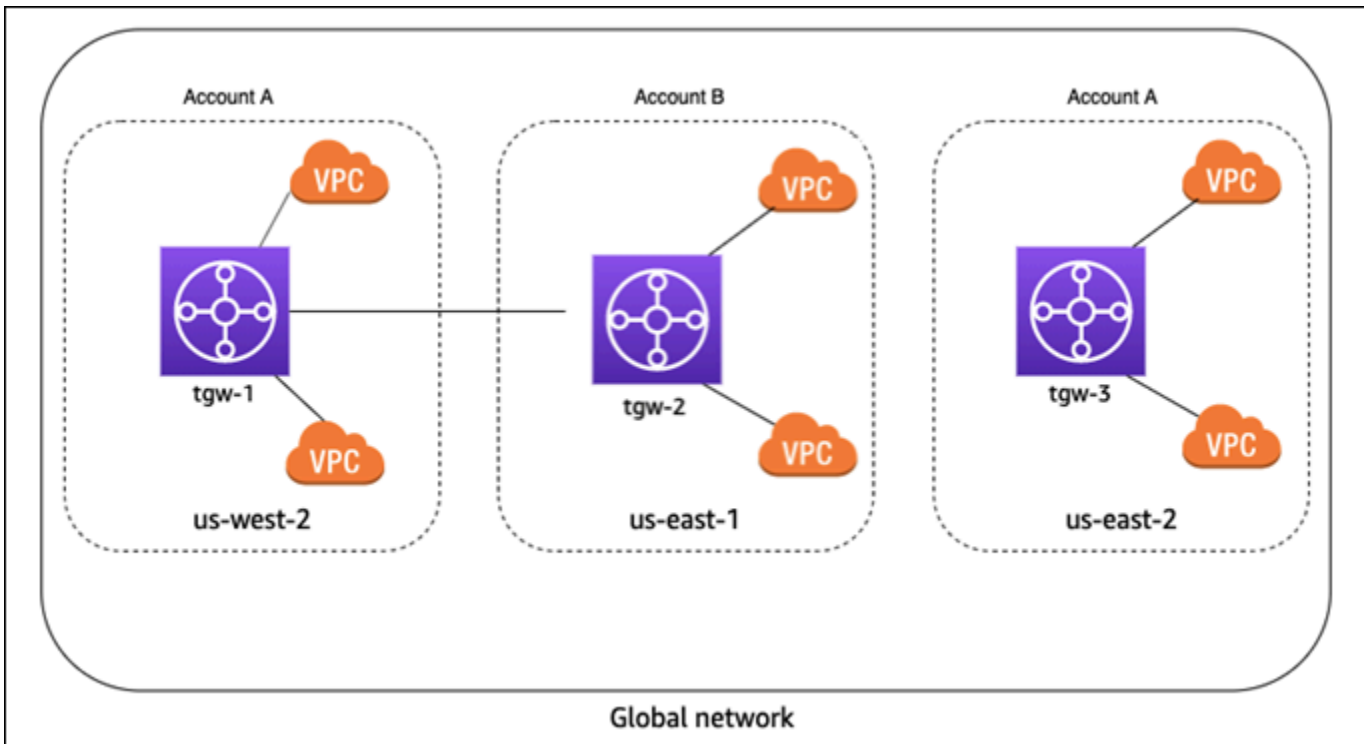 Account A
Account B
Account A
VPC
VPC
VPC
tgw-1
tgw-2
tgw-3
VPC
VPC
VPC
us-west-2
us-east-1
us-east-2
Global network